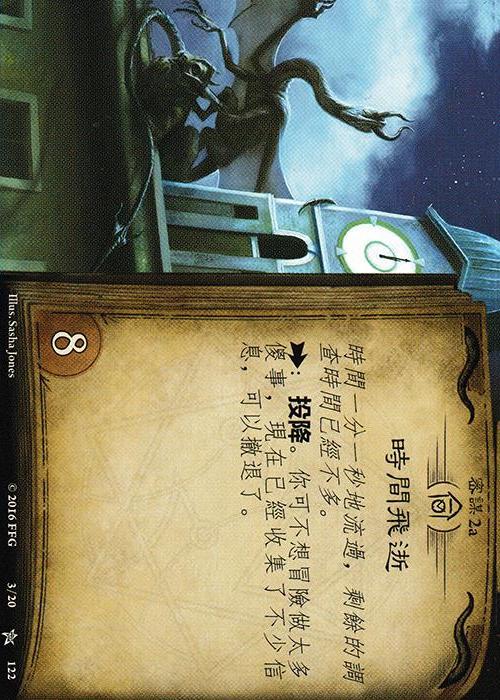 密謀 2a
時間飛逝
時間一分一秒地流過，剩餘的調
查時間已經不多。
：投降。你可不想冒險做太多
傻事，現在已經收集了不少信
息，可以撤退了。
8
Illus. Sasha Jones
© 2016 FFG
3/20
122